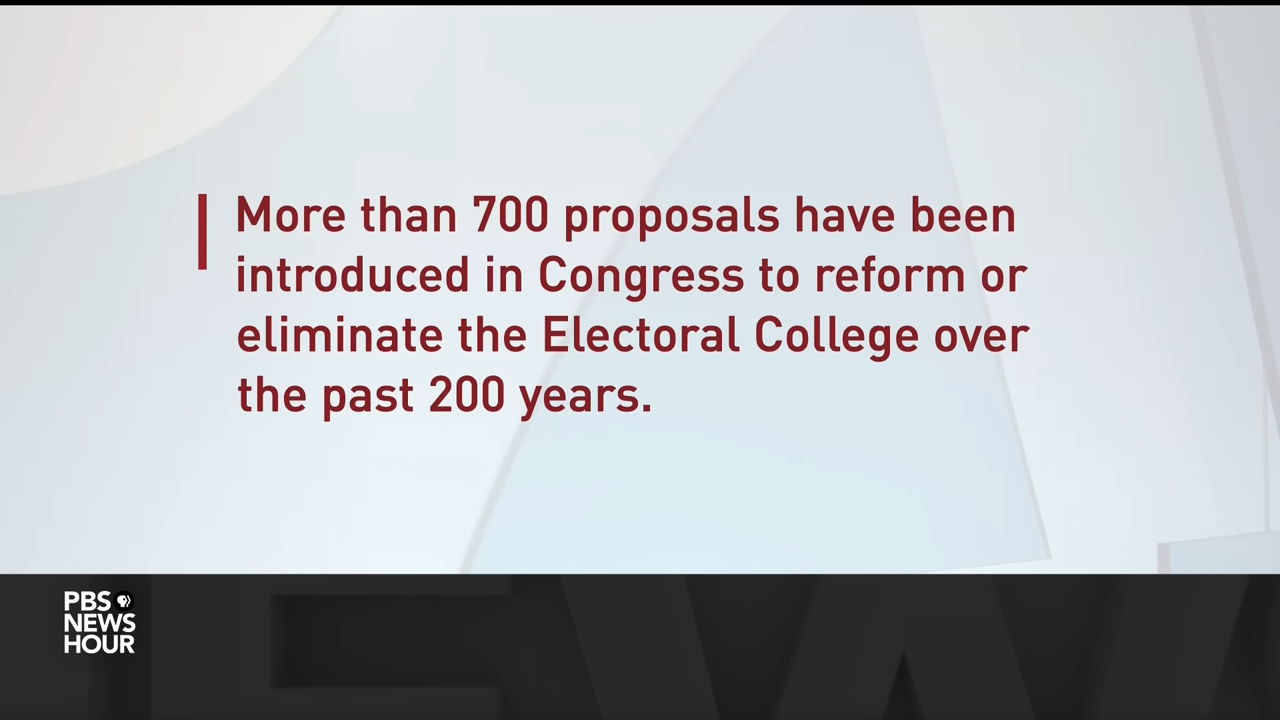 More than 700 proposals have been
introduced in Congress to reform or
eliminate the Electoral College over
the past 200 years.
PBS
NEWS
HOUR